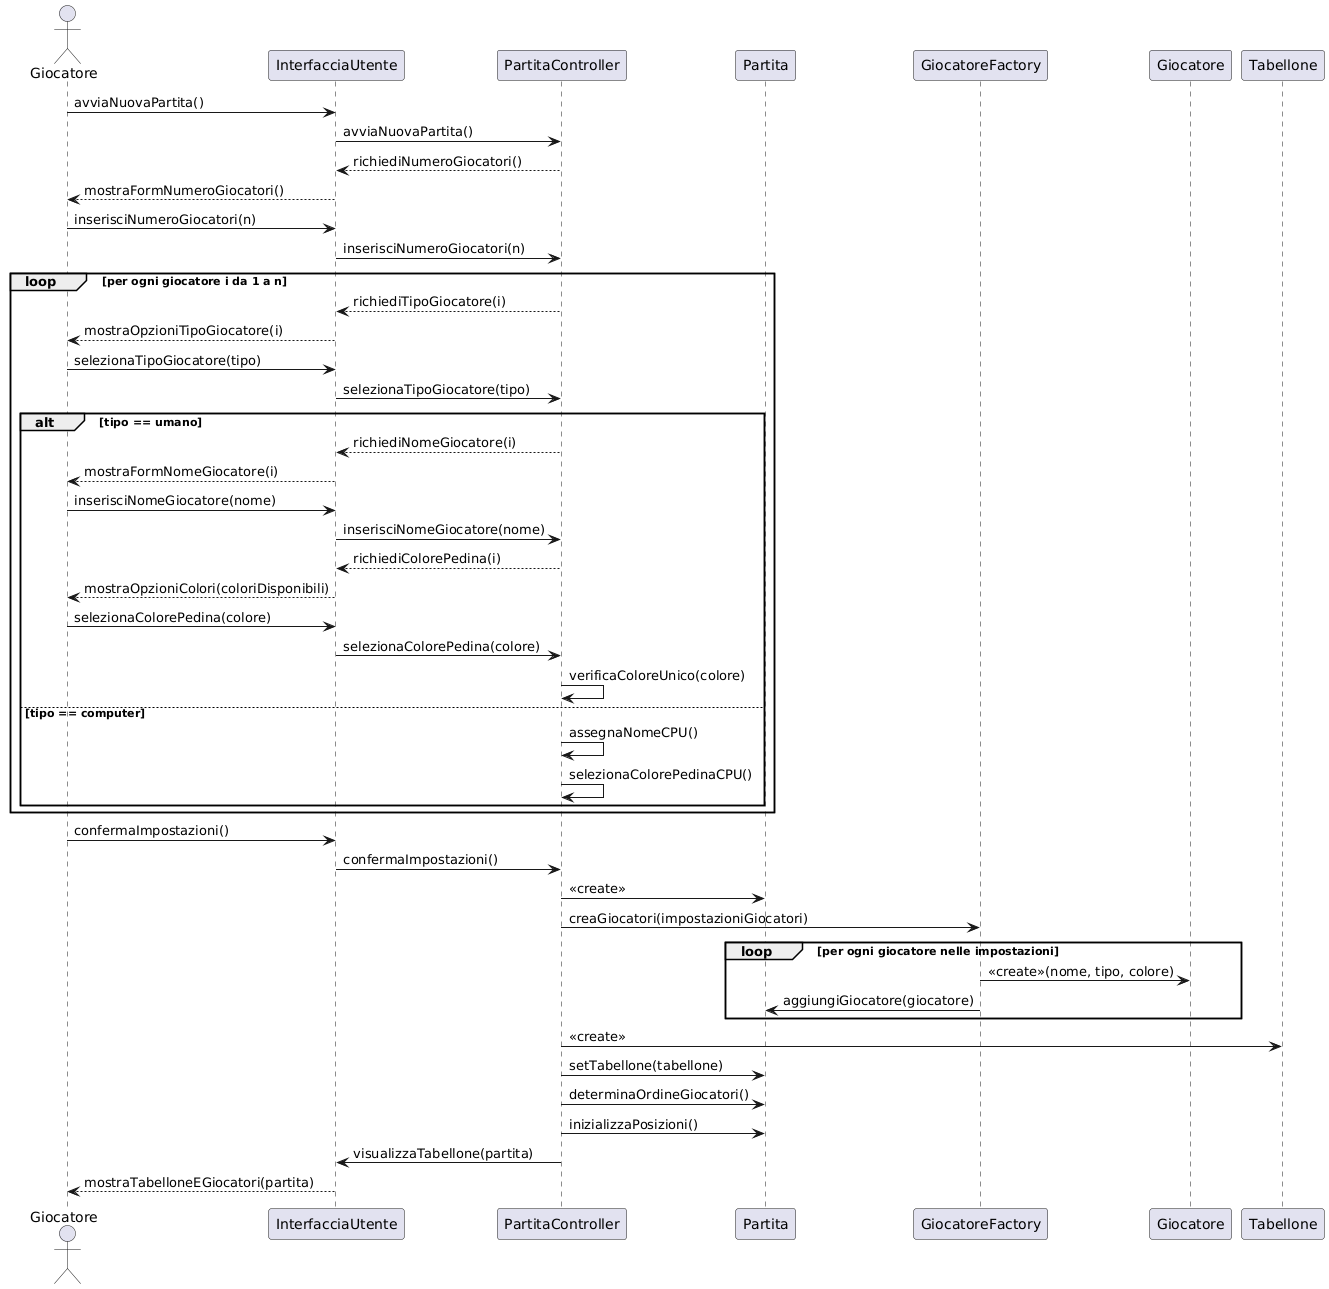 Giocatore
InterfacciaUtente
PartitaController
Partita
GiocatoreFactory
Giocatore
Tabellone
avviaNuovaPartita()
avviaNuovaPartita()
richiediNumeroGiocatori()
mostraFormNumeroGiocatori()
inserisciNumeroGiocatori(n)
inserisciNumeroGiocatori(n)
loop
[per ogni giocatore i da 1 a n]
richiediTipoGiocatore(i)
mostraOpzioniTipoGiocatore(i)
selezionaTipoGiocatore(tipo)
selezionaTipoGiocatore(tipo)
alt
[tipo == umano]
richiediNomeGiocatore(i)
mostraFormNomeGiocatore(i)
inserisciNomeGiocatore(nome)
inserisciNomeGiocatore(nome)
richiediColorePedina(i)
mostraOpzioniColori(coloriDisponibili)
selezionaColorePedina(colore)
selezionaColorePedina(colore)
verificaColoreUnico(colore)
[tipo == computer]
assegnaNomeCPU()
selezionaColorePedinaCPU()
confermaImpostazioni()
confermaImpostazioni()
«create»
creaGiocatori(impostazioniGiocatori)
loop
[per ogni giocatore nelle impostazioni]
«create»(nome, tipo, colore)
aggiungiGiocatore(giocatore)
«create»
setTabellone(tabellone)
determinaOrdineGiocatori()
inizializzaPosizioni()
visualizzaTabellone(partita)
mostraTabelloneEGiocatori(partita)
Giocatore
InterfacciaUtente
PartitaController
Partita
GiocatoreFactory
Giocatore
Tabellone